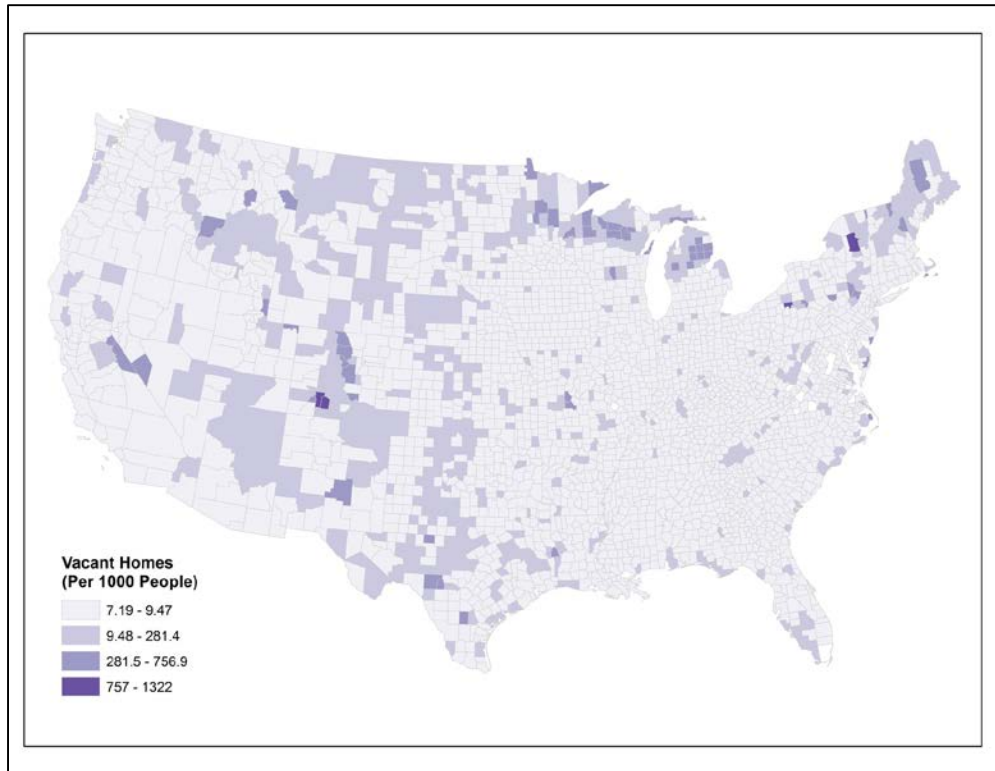 Vacant Homes
(Per 1000 People)
7.19 - 9.47
9.48 - 281.4
281.5 - 756.9
757 - 1322